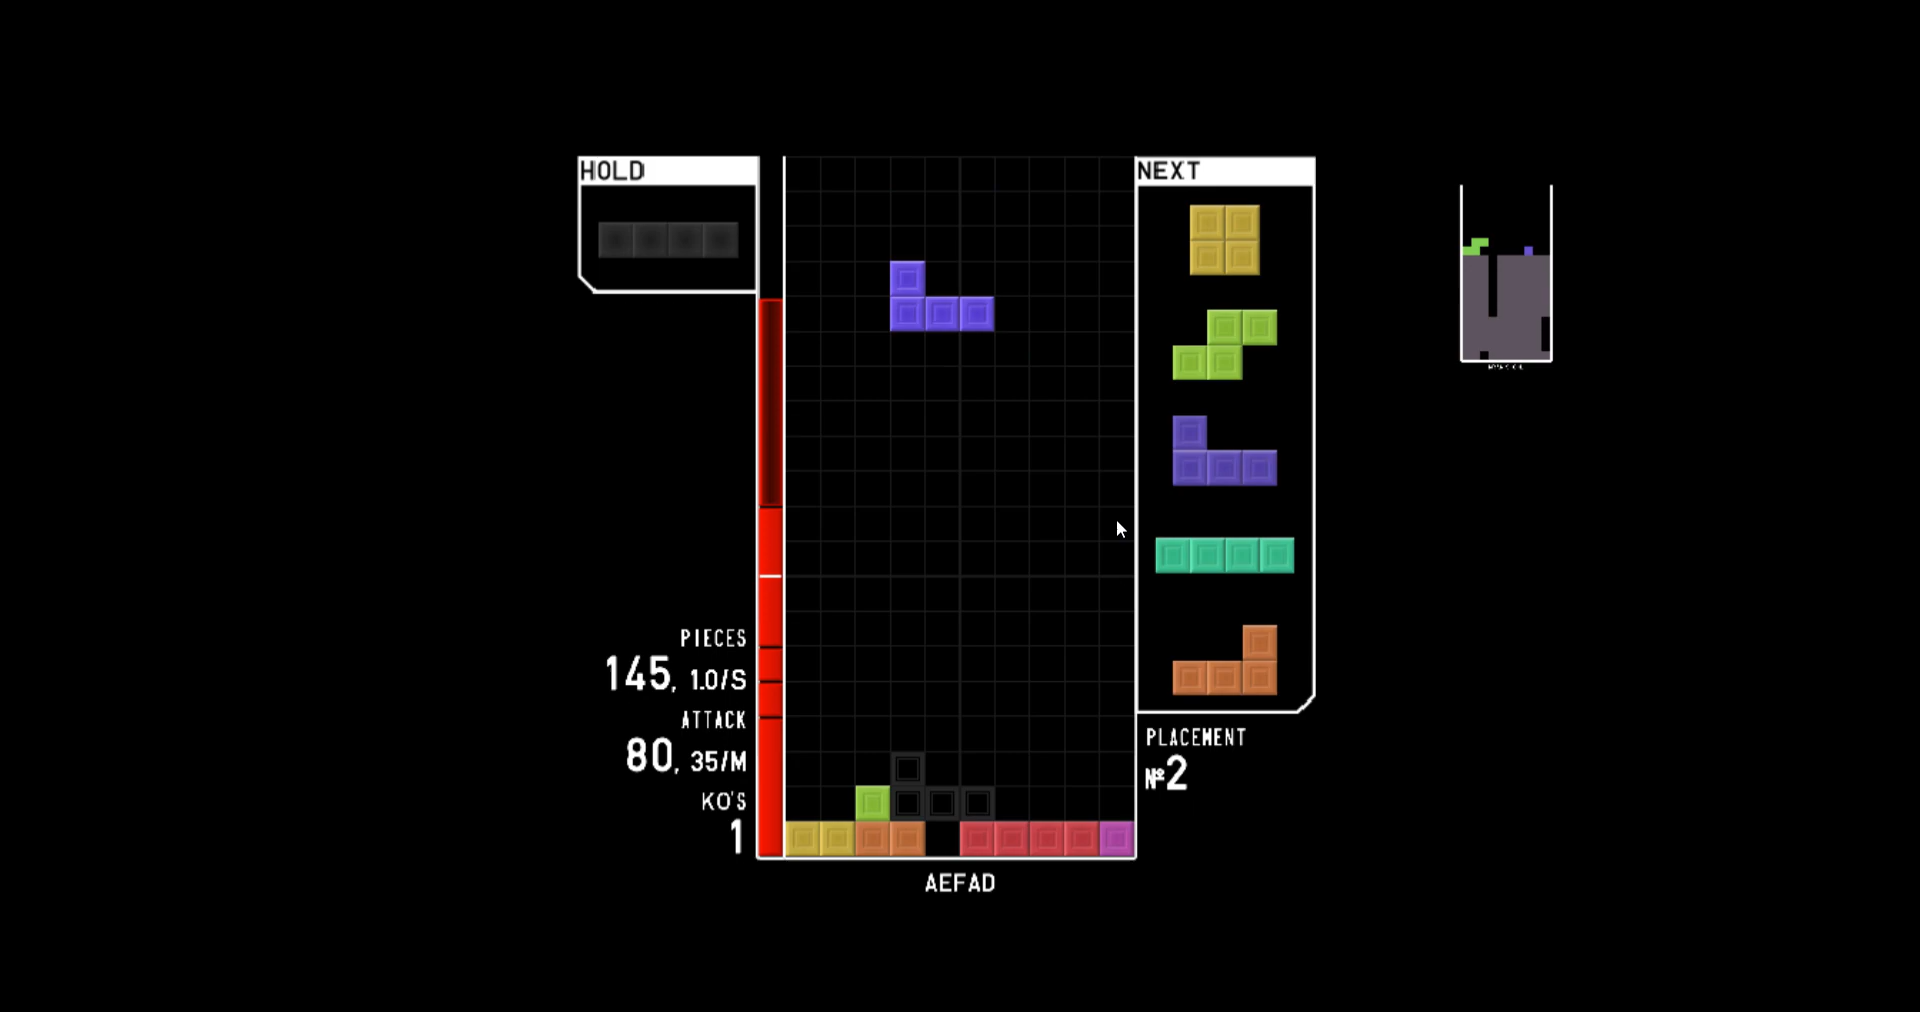 HOLD
NEXT
PIECES
145, 1.0/S
ATTACK
80, 35/M
KO'S
1
PLACEMENT
№2
AEFAD